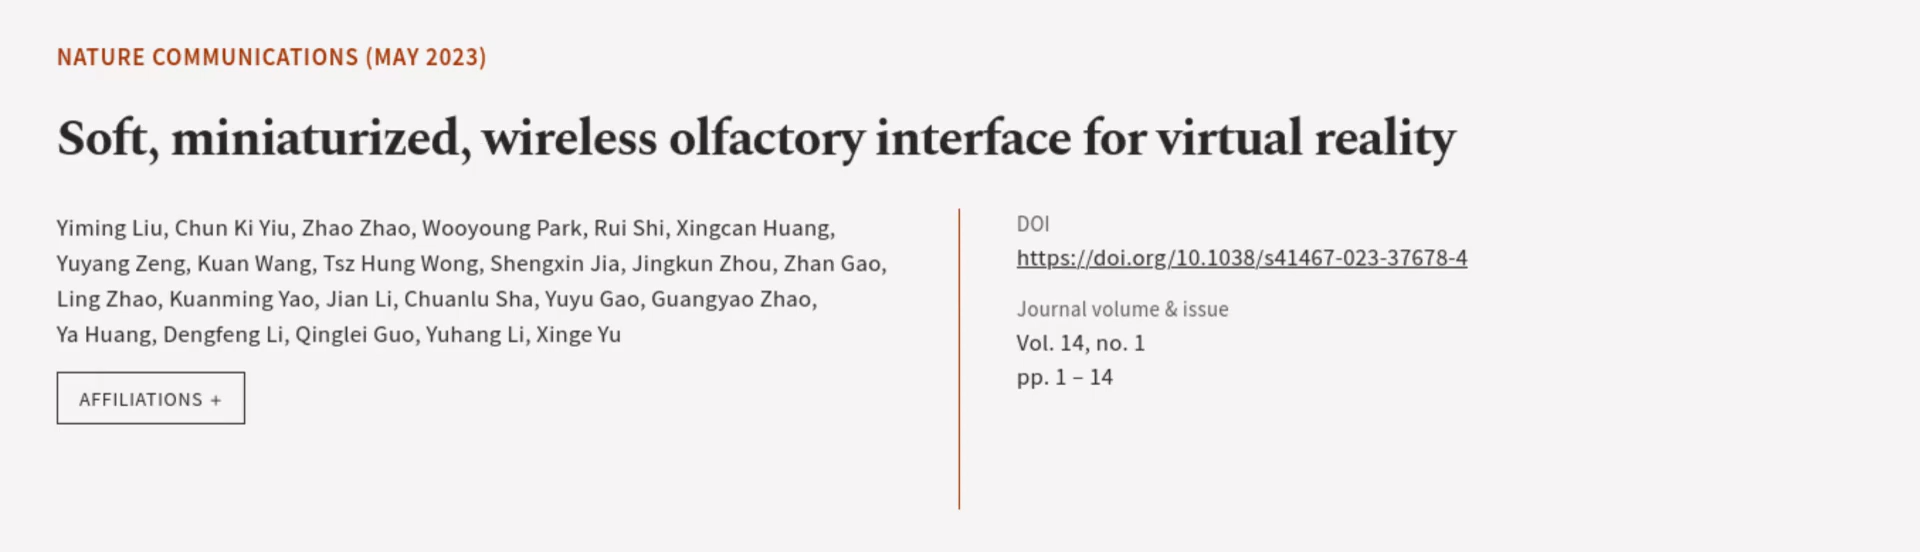 NATURE COMMUNICATIONS (MAY 2023)
Soft, miniaturized, wireless olfactory interface for virtual reality
Yiming Liu, Chun Ki Yiu, Zhao Zhao, Wooyoung Park, Rui Shi, Xingcan Huang,
Yuyang Zeng, Kuan Wang, Tsz Hung Wong, Shengxin Jia, Jingkun Zhou, Zhan Gao,
Ling Zhao, Kuanming Yao, Jian Li, Chuanlu Sha, Yuyu Gao, Guangyao Zhao,
Ya Huang, Dengfeng Li, Qinglei Guo, Yuhang Li, Xinge Yu
AFFILIATIONS +
DOI
https://doi.org/10.1038/s41467-023-37678-4
Journal volume & issue
Vol. 14, no. 1
pp. 1 – 14